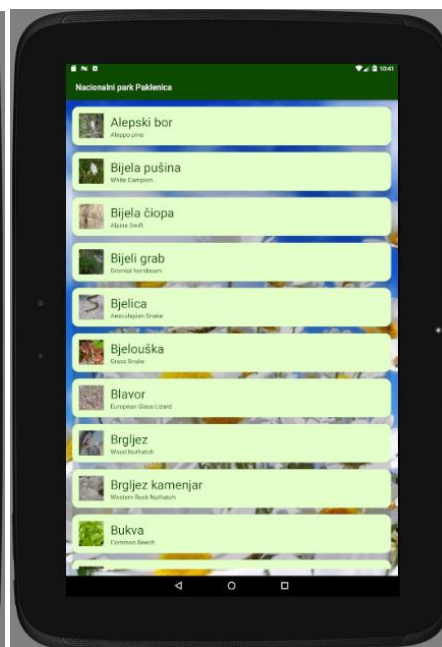 10:41
Nacionalni park Paklenica
Alepski bor
Aleppo pine
Bijela pušina
White Campion
Bijela čiopa
Alpine Swift
Bijeli grab
Oriental hornbeam
Bjelica
Aesculapian Snake
Bjelouška
Grass Snake
Blavor
European Glass Lizard
Brgljez
Wood Nuthatch
Brgljez kamenjar
Western Rock Nuthatch
Bukva
Common Beech